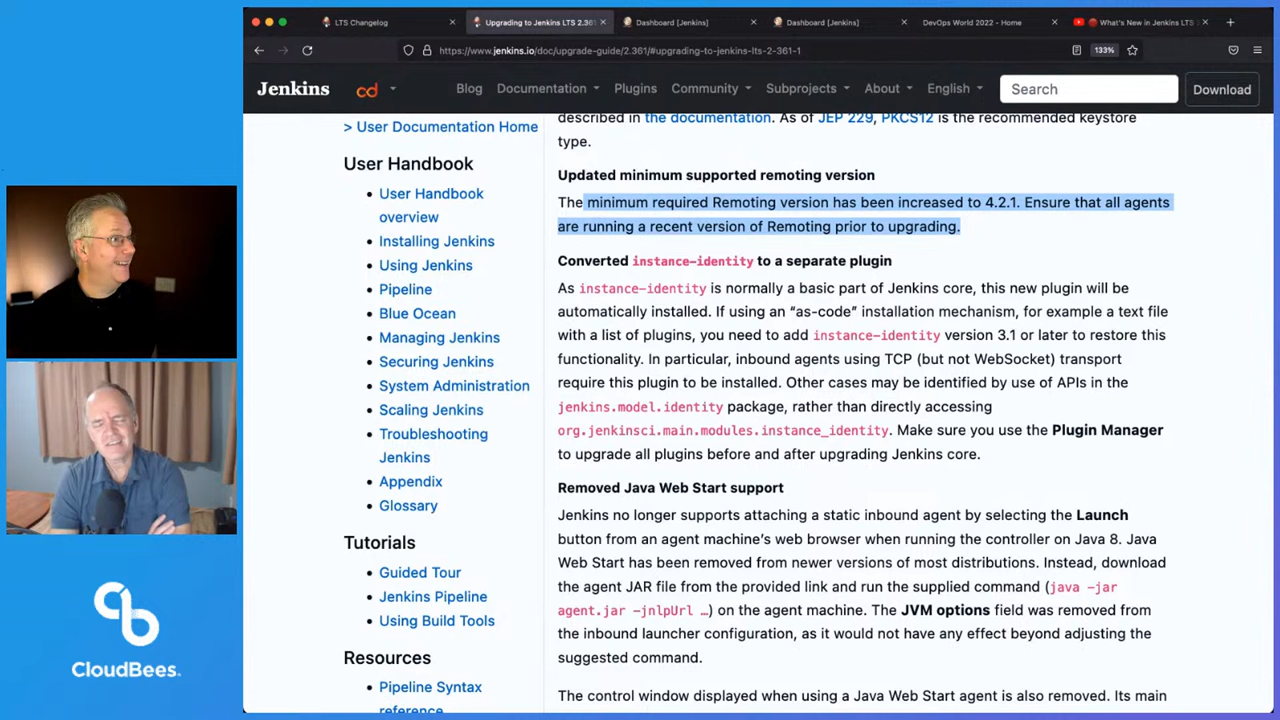 LTS Changelog
Upgrading to Jenkins LTS 2.361
Dashboard [Jenkins]
Dashboard [Jenkins]
DevOps World 2022 - Home
What's New in Jenkins LTS
https://www.jenkins.io/doc/upgrade-guide/2.361/#upgrading-to-jenkins-lts-2-361-1
133%
Jenkins
cd
Blog
Documentation
Plugins
Community
Subprojects
About
English
Search
Download
> User Documentation Home
User Handbook
User Handbook
overview
Installing Jenkins
Using Jenkins
Pipeline
Blue Ocean
Managing Jenkins
Securing Jenkins
System Administration
Scaling Jenkins
Troubleshooting
Jenkins
Appendix
Glossary
Tutorials
Guided Tour
Jenkins Pipeline
Using Build Tools
Resources
Pipeline Syntax
reference
described in the documentation. As of JEP 229, PKCS12 is the recommended keystore
type.
Updated minimum supported remoting version
The minimum required Remoting version has been increased to 4.2.1. Ensure that all agents
are running a recent version of Remoting prior to upgrading.
Converted instance-identity to a separate plugin
As instance-identity is normally a basic part of Jenkins core, this new plugin will be
automatically installed. If using an “as-code” installation mechanism, for example a text file
with a list of plugins, you need to add instance-identity version 3.1 or later to restore this
functionality. In particular, inbound agents using TCP (but not WebSocket) transport
require this plugin to be installed. Other cases may be identified by use of APIs in the
jenkins.model.identity package, rather than directly accessing
org.jenkinsci.main.modules.instance_identity. Make sure you use the Plugin Manager
to upgrade all plugins before and after upgrading Jenkins core.
Removed Java Web Start support
Jenkins no longer supports attaching a static inbound agent by selecting the Launch
button from an agent machine’s web browser when running the controller on Java 8. Java
Web Start has been removed from newer versions of most distributions. Instead, download
the agent JAR file from the provided link and run the supplied command (java -jar
agent.jar -jnlpUrl …) on the agent machine. The JVM options field was removed from
the inbound launcher configuration, as it would not have any effect beyond adjusting the
suggested command.
The control window displayed when using a Java Web Start agent is also removed. Its main
CloudBees.